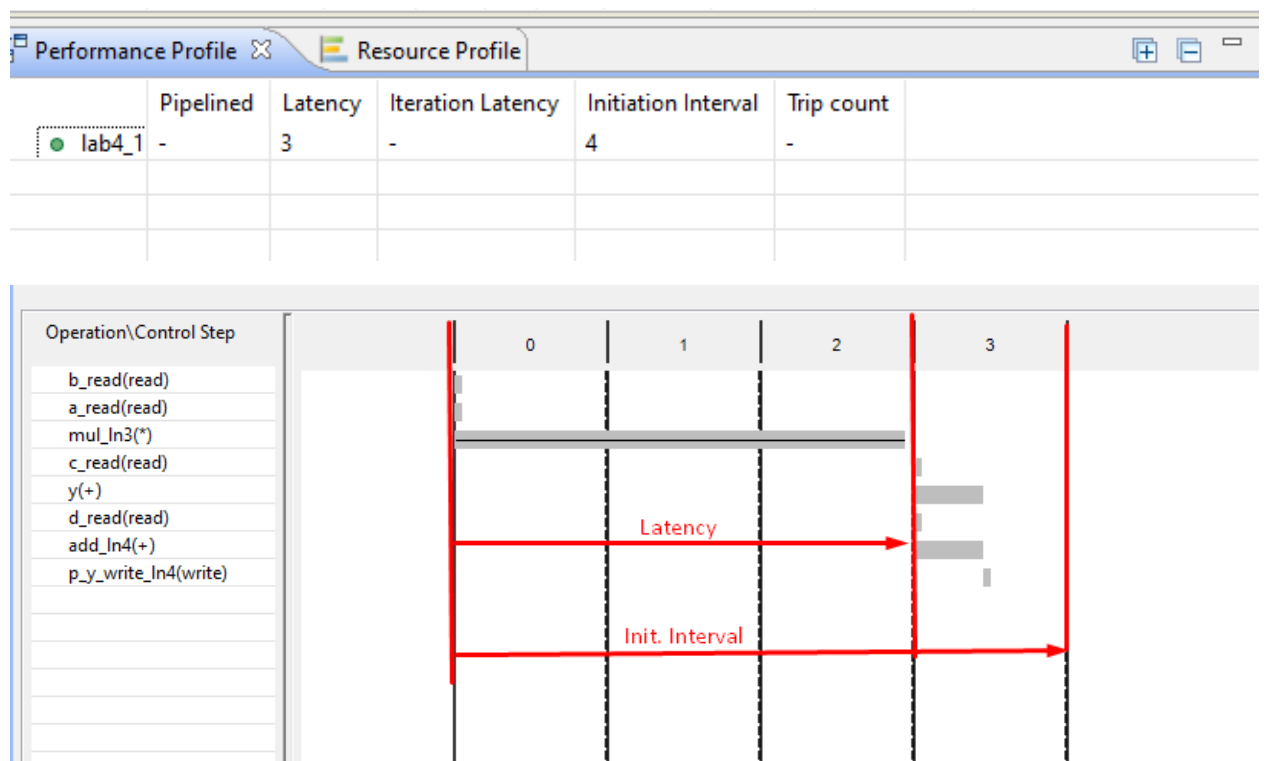 Performance Profile Resource Profile
Pipelined Latency Iteration Latency Initiation Interval Trip count
lab4_1 - 3 - 4 -
Operation\Control Step 0 1 2 3
b_read(read)
a_read(read)
mul_ln3(*)
c_read(read)
y(+)
d_read(read)
Latency
add_ln4(+)
p_y_write_ln4(write)
Init. Interval